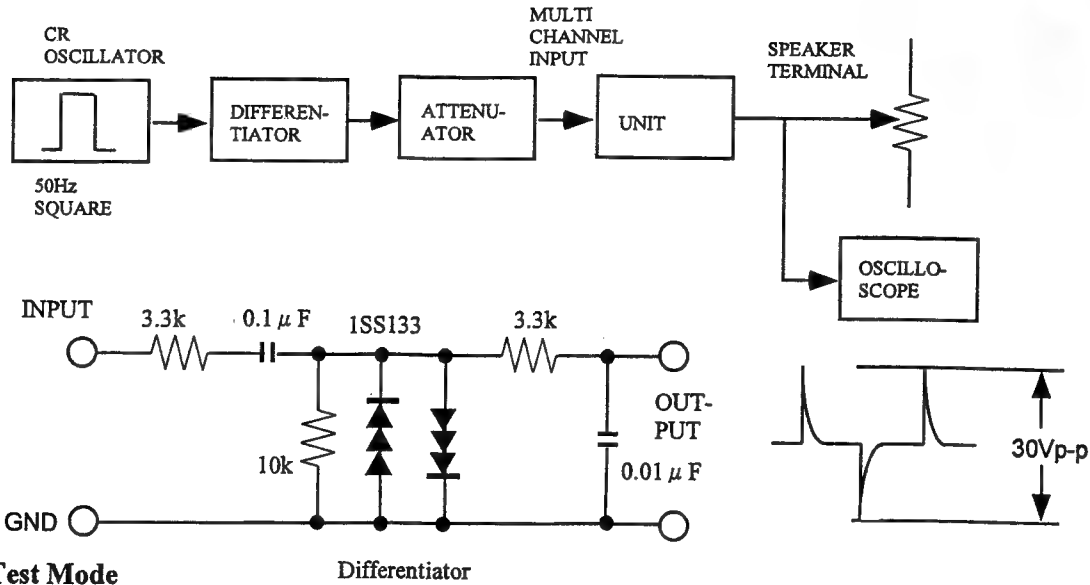 CR
OSCILLATOR
50Hz
SQUARE
DIFFEREN-
TIATOR
ATTENU-
ATOR
MULTI
CHANNEL
INPUT
UNIT
SPEAKER
TERMINAL
OSCILLO-
SCOPE
INPUT
3.3k
0.1 μ F
1SS133
3.3k
10k
OUT-
PUT
0.01 μ F
GND
30Vp-p
Test Mode
Differentiator